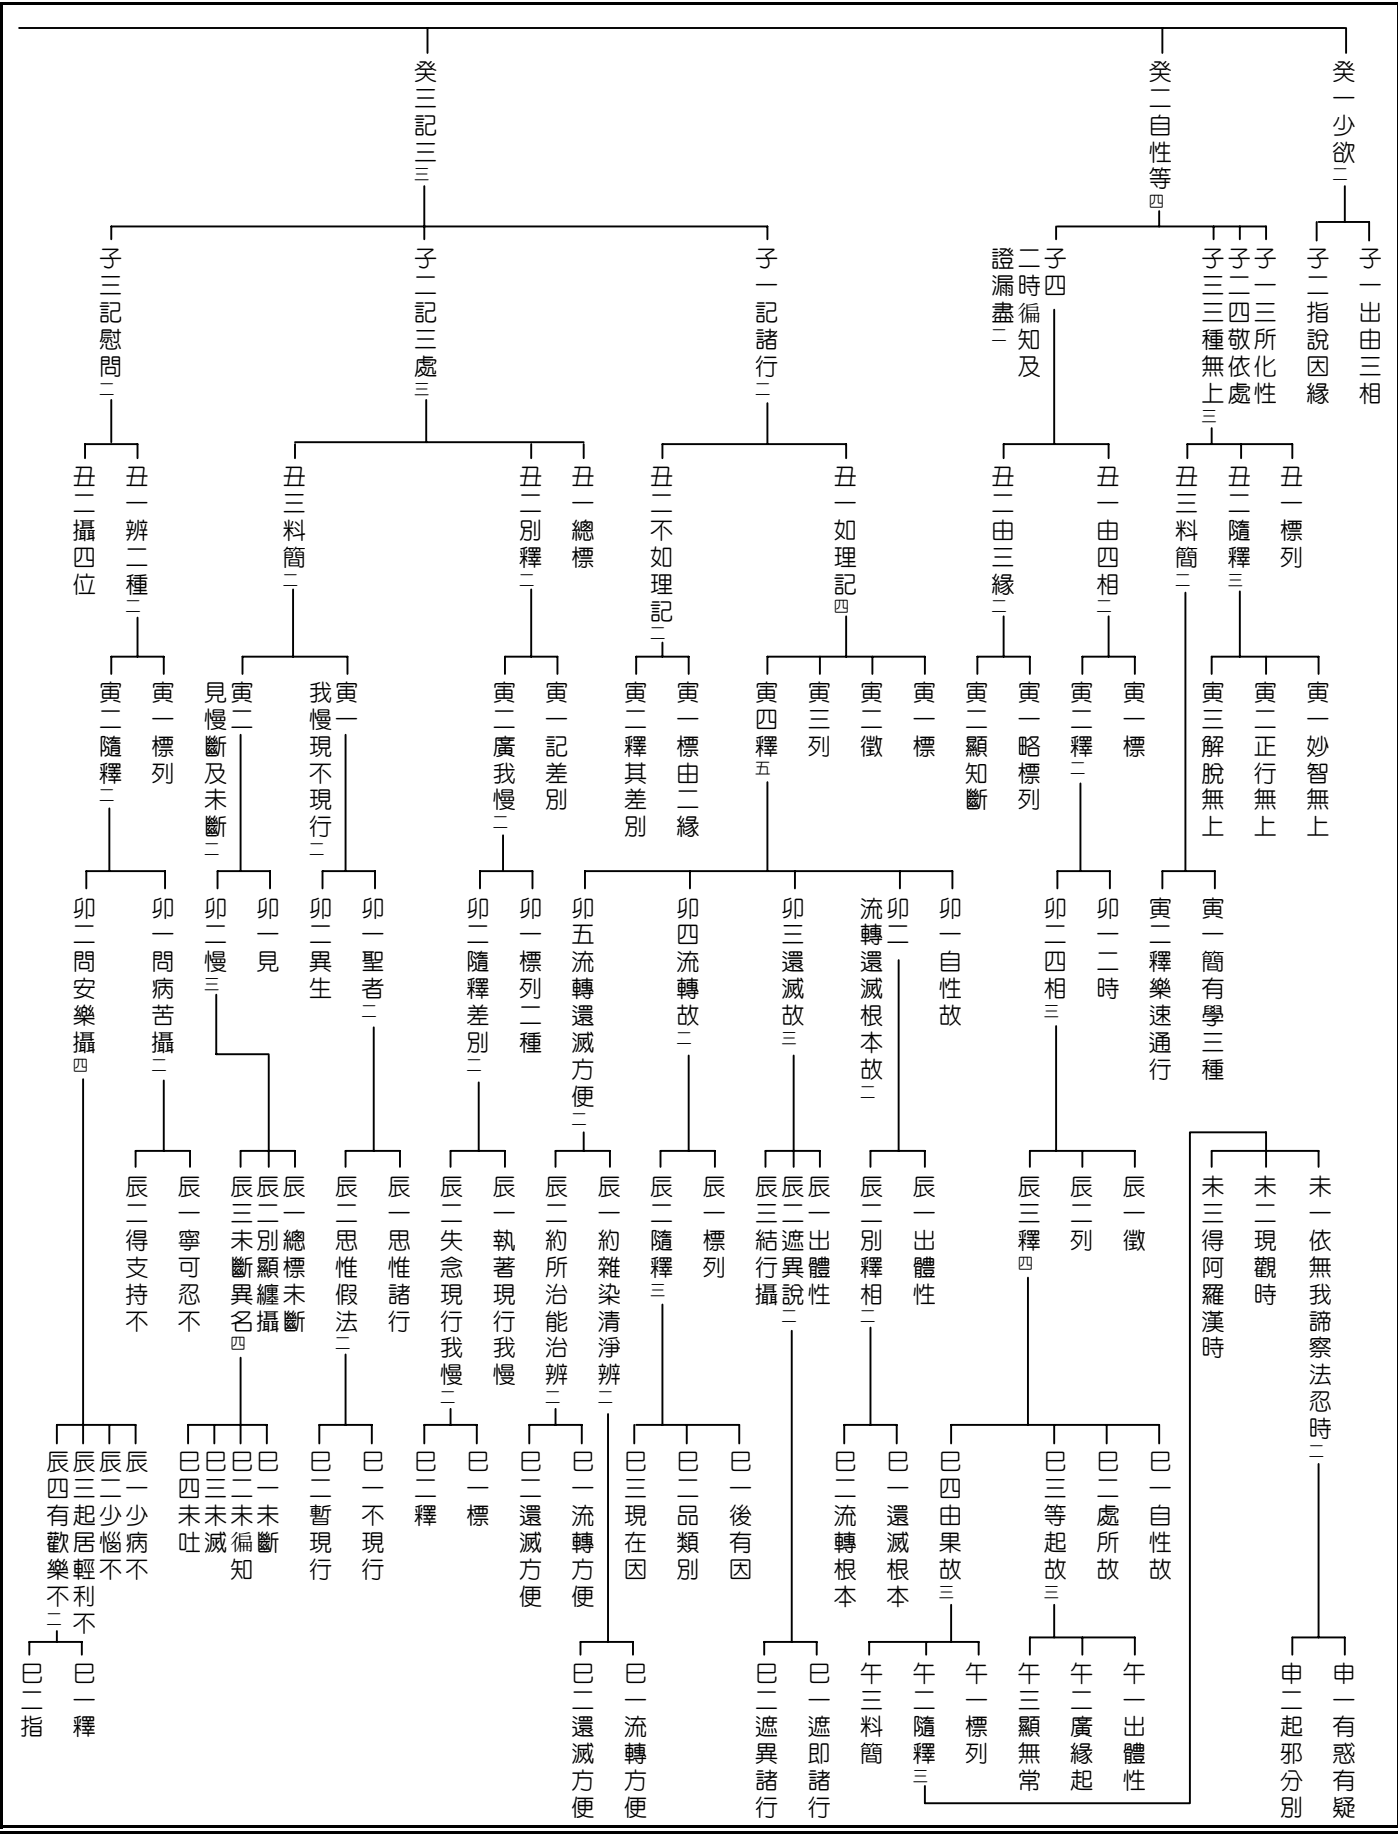 癸一少欲二
癸二自性等四
癸三記三三
子一出由三相
子二指說因緣
子一三所化性
子二四敬依處
子三三種無上三
子四
二時徧知及
證漏盡二
子一記諸行二
子二記三處三
子三記慰問二
丑一標列
丑二隨釋三
丑三料簡二
丑一由四相二
丑二由三緣二
丑一如理記四
丑二不如理記二
丑一總標
丑二別釋二
丑三料簡二
丑一辨二種二
丑二攝四位
寅一妙智無上
寅二正行無上
寅三解脫無上
寅一標
寅二釋二
寅一略標列
寅二顯知斷
寅一標
寅二徵
寅三列
寅四釋五
寅一標由二緣
寅二釋其差別
寅一記差別
寅二廣我慢二
寅一
我慢現不現行二
寅二
見慢斷及未斷二
寅一標列
寅二隨釋二
寅一簡有學三種
寅二釋樂速通行
卯一二時
卯二四相三
卯一自性故
卯二
流轉還滅根本故二
卯三還滅故三
卯四流轉故二
卯五流轉還滅方便二
卯一標列二種
卯二隨釋差別二
卯一聖者二
卯二異生
卯一見
卯二慢三
卯一問病苦攝二
卯二問安樂攝四
未一依無我諦察法忍時二
未二現觀時
未三得阿羅漢時
辰一徵
辰二列
辰三釋四
辰一出體性
辰二別釋相二
辰一出體性
辰二遮異說二
辰三結行攝
辰一標列
辰二隨釋三
辰一約雜染清淨辨二
辰二約所治能治辨二
辰一執著現行我慢
辰二失念現行我慢二
辰一思惟諸行
辰二思惟假法二
辰一總標未斷
辰二別顯纏攝
辰三未斷異名四
辰一寧可忍不
辰二得支持不
巳一自性故
巳二處所故
巳三等起故三
巳四由果故三
巳一還滅根本
巳二流轉根本
巳一後有因
巳二品類別
巳三現在因
巳一流轉方便
巳二還滅方便
巳一標
巳二釋
巳一不現行
巳二暫現行
巳一未斷
巳二未徧知
巳三未滅
巳四未吐
辰一少病不
辰二少惱不
辰三起居輕利不
辰四有歡樂不二
申一有惑有疑
申二起邪分別
午一出體性
午二廣緣起
午三顯無常
午一標列
午二隨釋三
午三料簡
巳一遮即諸行
巳二遮異諸行
巳一流轉方便
巳二還滅方便
巳一釋
巳二指